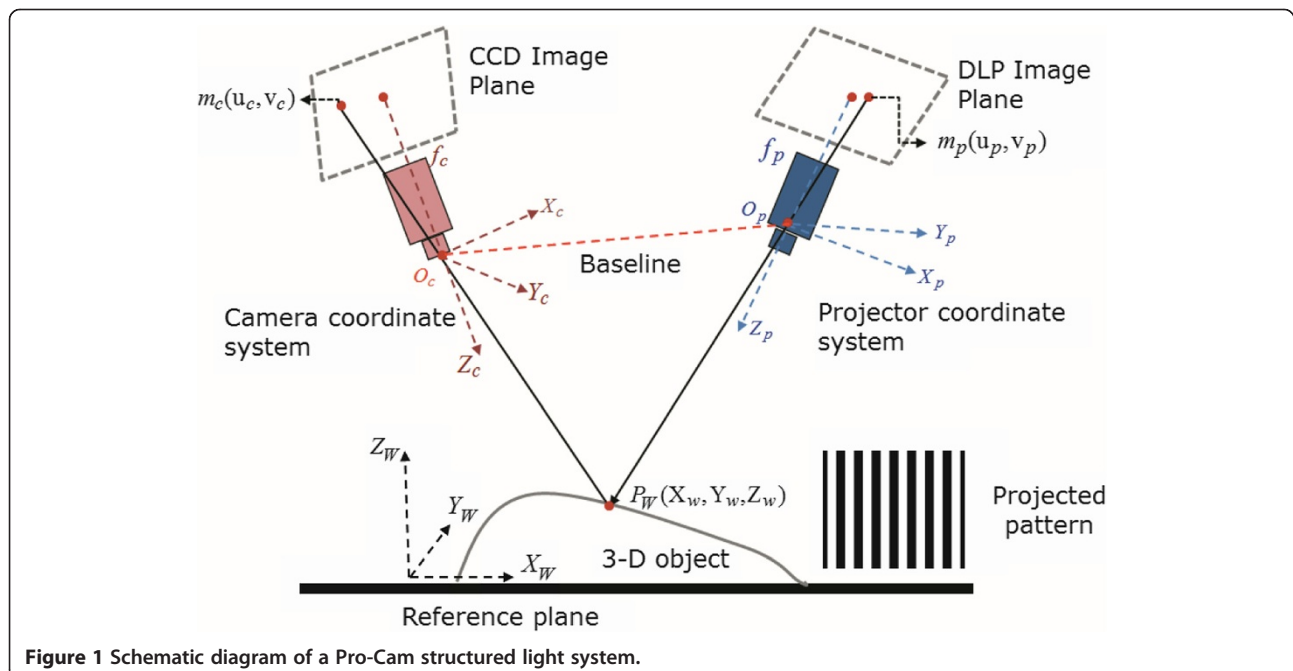 CCD Image
Plane
DLP Image
Plane
m_c(u_c,v_c)
m_p(u_p,v_p)
f_c
f_p
X_c
O_p
Y_p
Baseline
O_c
X_p
Y_c
Camera coordinate
system
Projector coordinate
system
Z_p
Z_c
Z_W
P_W(X_w,Y_w,Z_w)
Projected
pattern
Y_W
3-D object
X_W
Reference plane
Figure 1 Schematic diagram of a Pro-Cam structured light system.